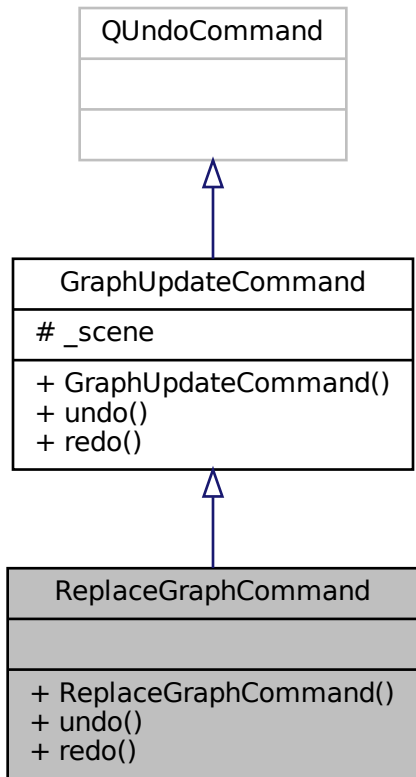 QUndoCommand
GraphUpdateCommand
# _scene
+ GraphUpdateCommand()
+ undo()
+ redo()
ReplaceGraphCommand
+ ReplaceGraphCommand()
+ undo()
+ redo()